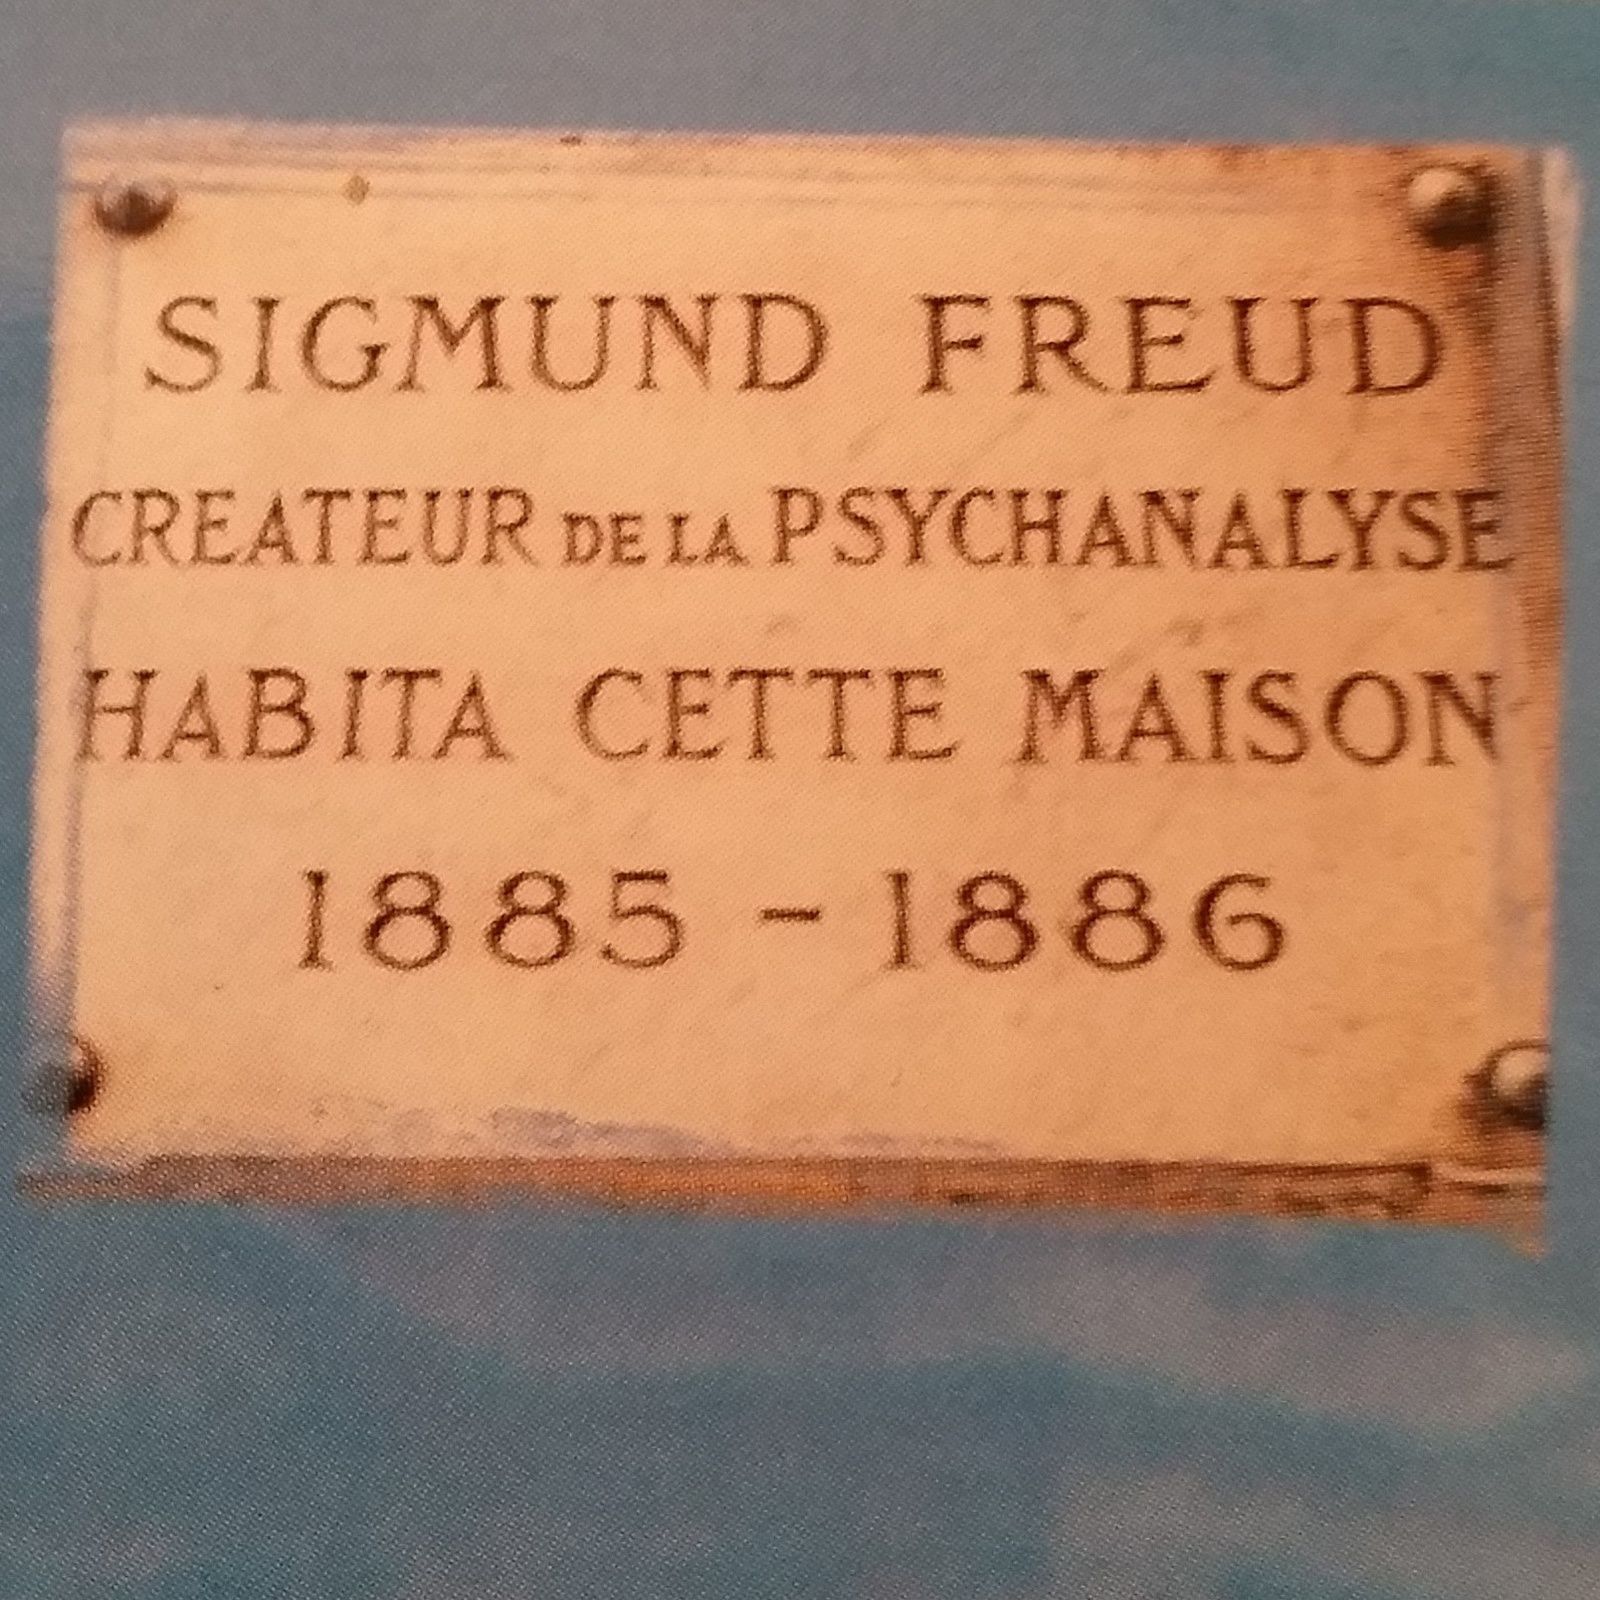 SIGMUND FREUD
CREATEUR DE LA PSYCHANALYSE
HABITA CETTE MAISON
1885 - 1886